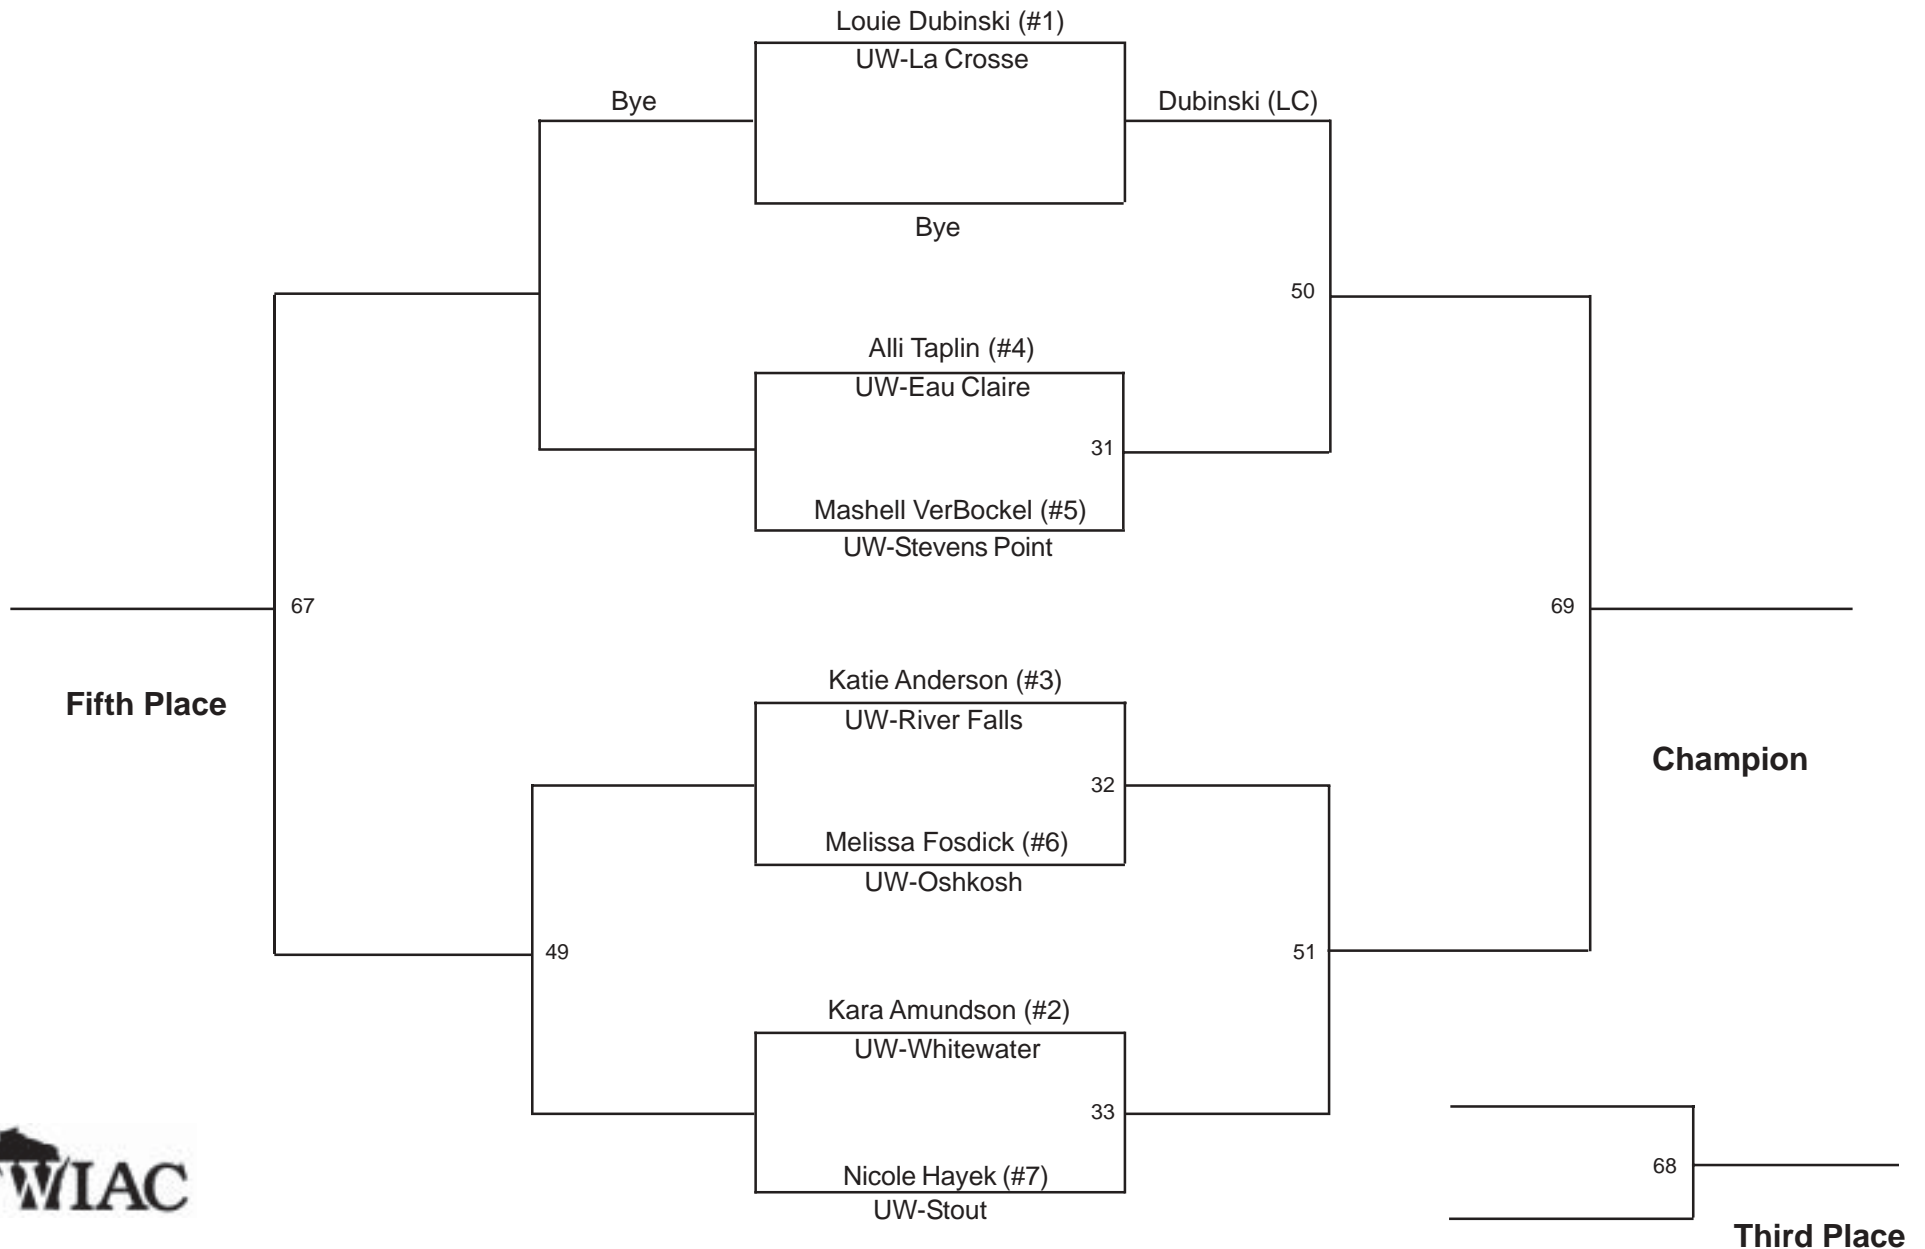 Louie Dubinski (#1)
UW-La Crosse
Bye
Dubinski (LC)
Bye
50
Alli Taplin (#4)
UW-Eau Claire
31
Mashell VerBockel (#5)
UW-Stevens Point
67
69
Katie Anderson (#3)
UW-River Falls
Fifth Place
Champion
32
Melissa Fosdick (#6)
UW-Oshkosh
49
51
Kara Amundson (#2)
UW-Whitewater
33
Nicole Hayek (#7)
UW-Stout
68
Third Place
WIAC